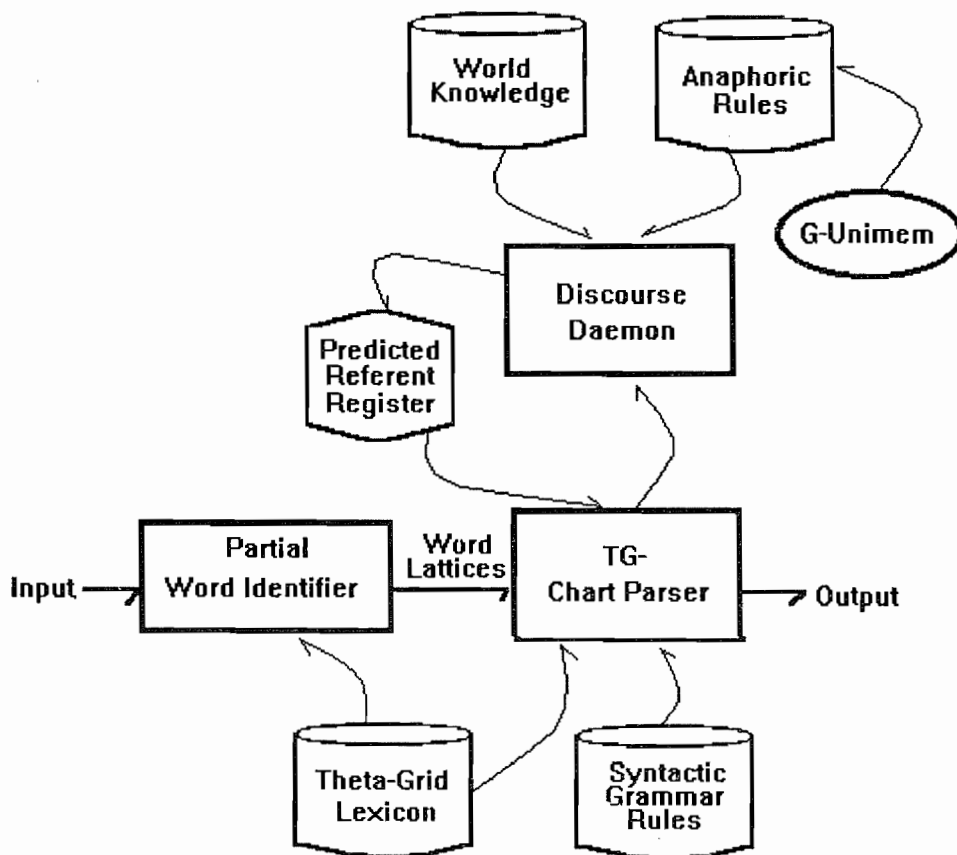 World
Knowledge
Anaphoric
Rules
G-Unimem
Discourse
Daemon
Predicted
Referent
Register
Input
Partial
Word Identifier
Word
Lattices
TG-
Chart Parser
Output
Theta-Grid
Lexicon
Syntactic
Grammar
Rules